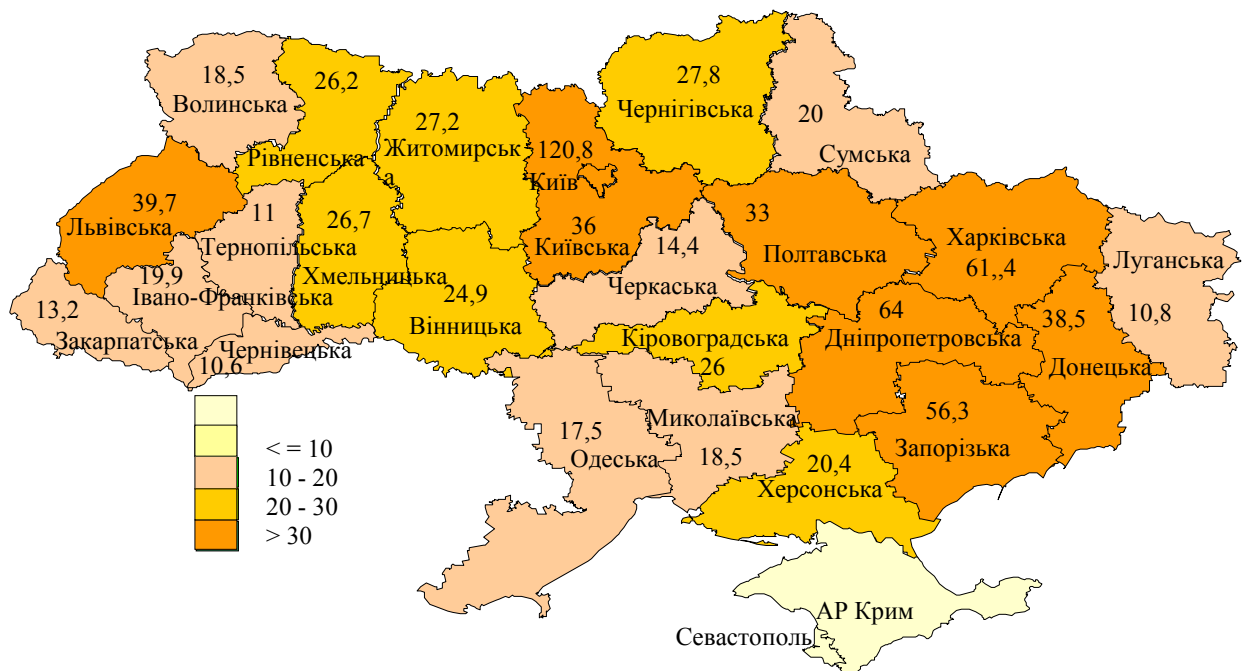 18,5
Волинська
26,2
Рівненська
27,2
Житомирськ
а
120,8
Київ
36
Київська
27,8
Чернігівська
20
Сумська
39,7
Львівська
11
Тернопільська
26,7
Хмельницька
19,9
Івано-Франківська
13,2
Закарпатська
Чернівецька
10,6
24,9
Вінницька
14,4
Черкаська
33
Полтавська
Харківська
61,,4
Луганська
10,8
Кіровоградська
26
64
Дніпропетровська
38,5
Донецька
56,3
Запорізька
17,5
Одеська
Миколаївська
18,5
20,4
Херсонська
АР Крим
Севастополь
< = 10
10 - 20
20 - 30
> 30